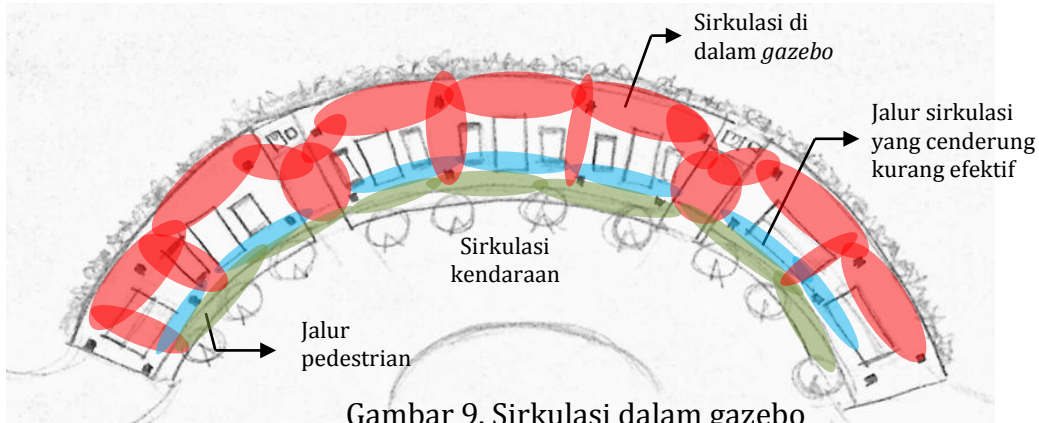 Sirkulasi di
dalam gazebo
Jalur sirkulasi
yang cenderung
kurang efektif
Sirkulasi
kendaraan
Jalur
pedestrian
Gambar 9. Sirkulasi dalam gazebo